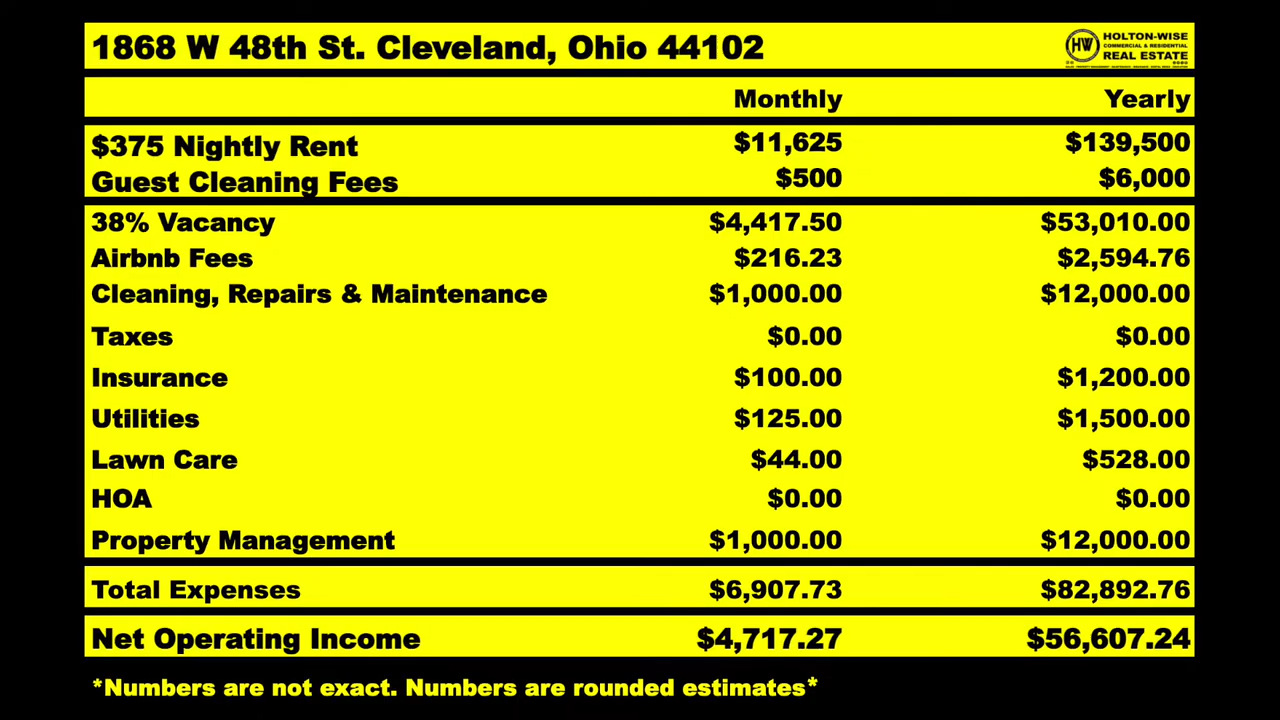 1868 W 48th St. Cleveland, Ohio 44102
HOLTON-WISE
COMMERCIAL & RESIDENTIAL
REAL ESTATE
HW
Monthly Yearly
$375 Nightly Rent $11,625 $139,500
Guest Cleaning Fees $500 $6,000
38% Vacancy $4,417.50 $53,010.00
Airbnb Fees $216.23 $2,594.76
Cleaning, Repairs & Maintenance $1,000.00 $12,000.00
Taxes $0.00 $0.00
Insurance $100.00 $1,200.00
Utilities $125.00 $1,500.00
Lawn Care $44.00 $528.00
HOA $0.00 $0.00
Property Management $1,000.00 $12,000.00
Total Expenses $6,907.73 $82,892.76
Net Operating Income $4,717.27 $56,607.24
*Numbers are not exact. Numbers are rounded estimates*